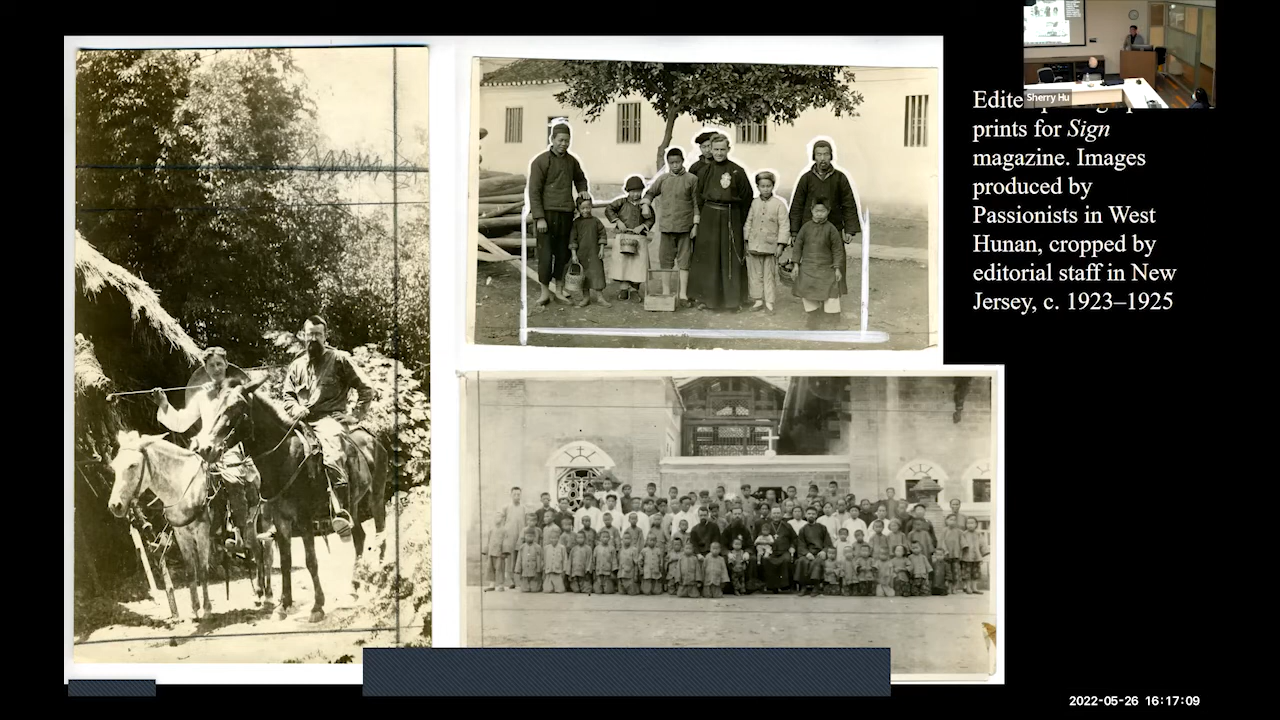 Sherry Hu
prints for Sign
magazine. Images
produced by
Passionists in West
Hunan, cropped by
editorial staff in New
Jersey, c. 1923–1925
2022-05-26 16:17:09